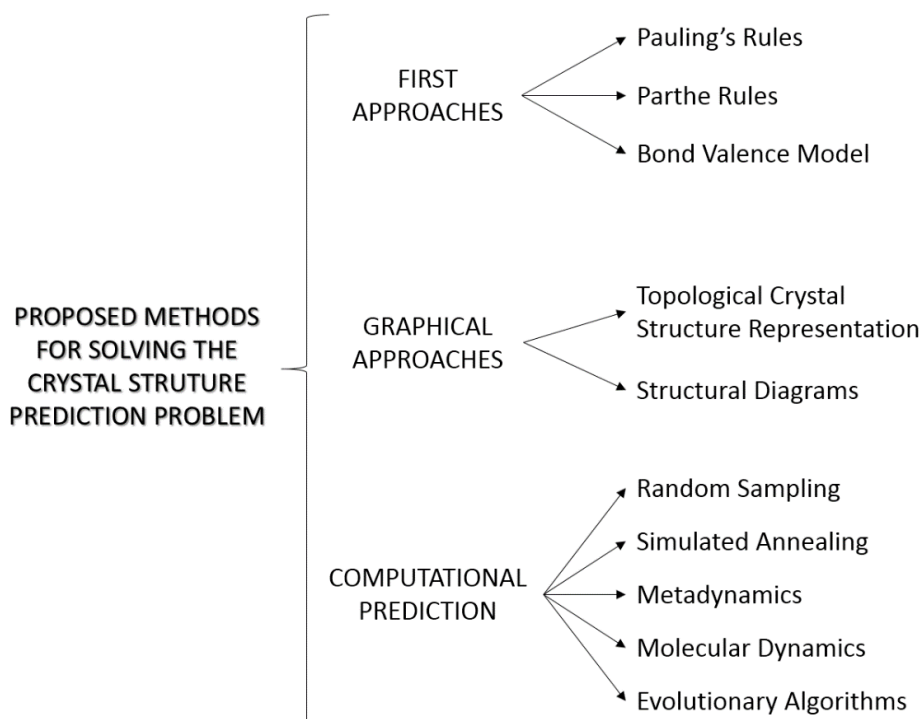 PROPOSED METHODS
FOR SOLVING THE
CRYSTAL STRUTURE
PREDICTION PROBLEM
FIRST
APPROACHES
Pauling's Rules
Parthe Rules
Bond Valence Model
GRAPHICAL
APPROACHES
Topological Crystal
Structure Representation
Structural Diagrams
COMPUTATIONAL
PREDICTION
Random Sampling
Simulated Annealing
Metadynamics
Molecular Dynamics
Evolutionary Algorithms